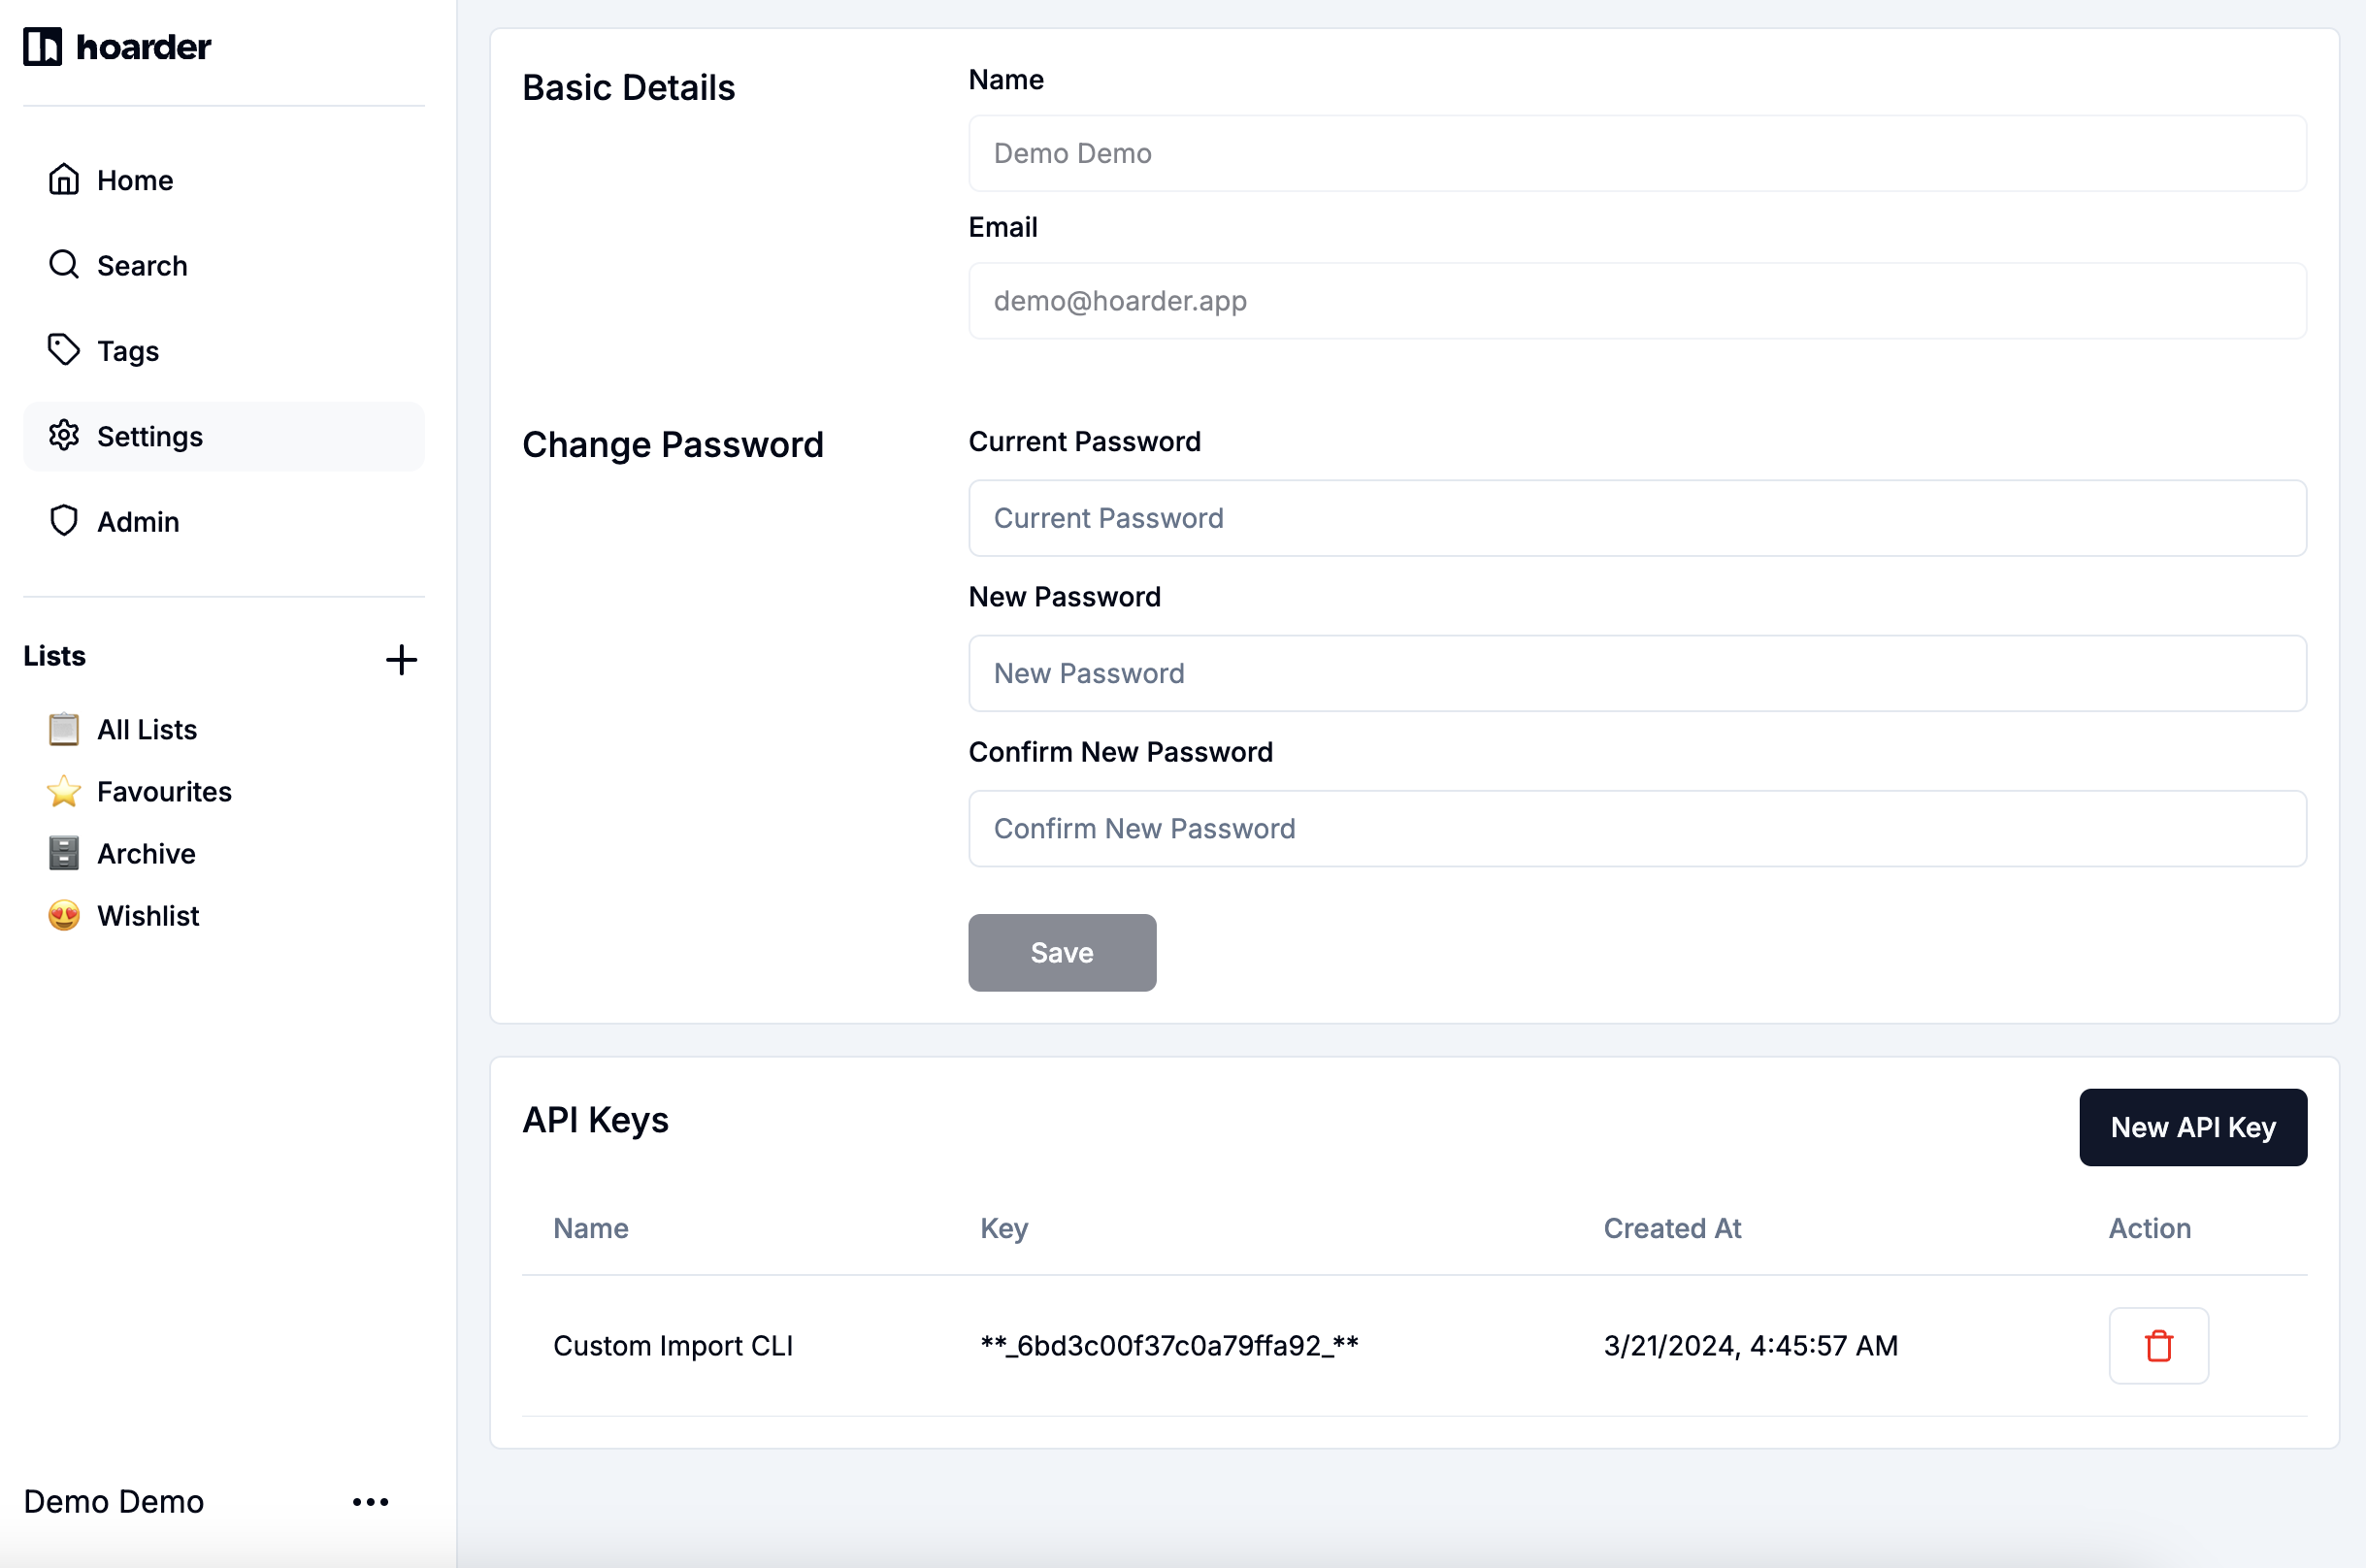 hoarder
Home
Search
Tags
Settings
Admin
Lists
All Lists
Favourites
Archive
Wishlist
Demo Demo
Basic Details
Name
Demo Demo
Email
demo@hoarder.app
Change Password
Current Password
Current Password
New Password
New Password
Confirm New Password
Confirm New Password
Save
API Keys
New API Key
Name Key Created At Action
Custom Import CLI **_6bd3c00f37c0a79ffa92_** 3/21/2024, 4:45:57 AM